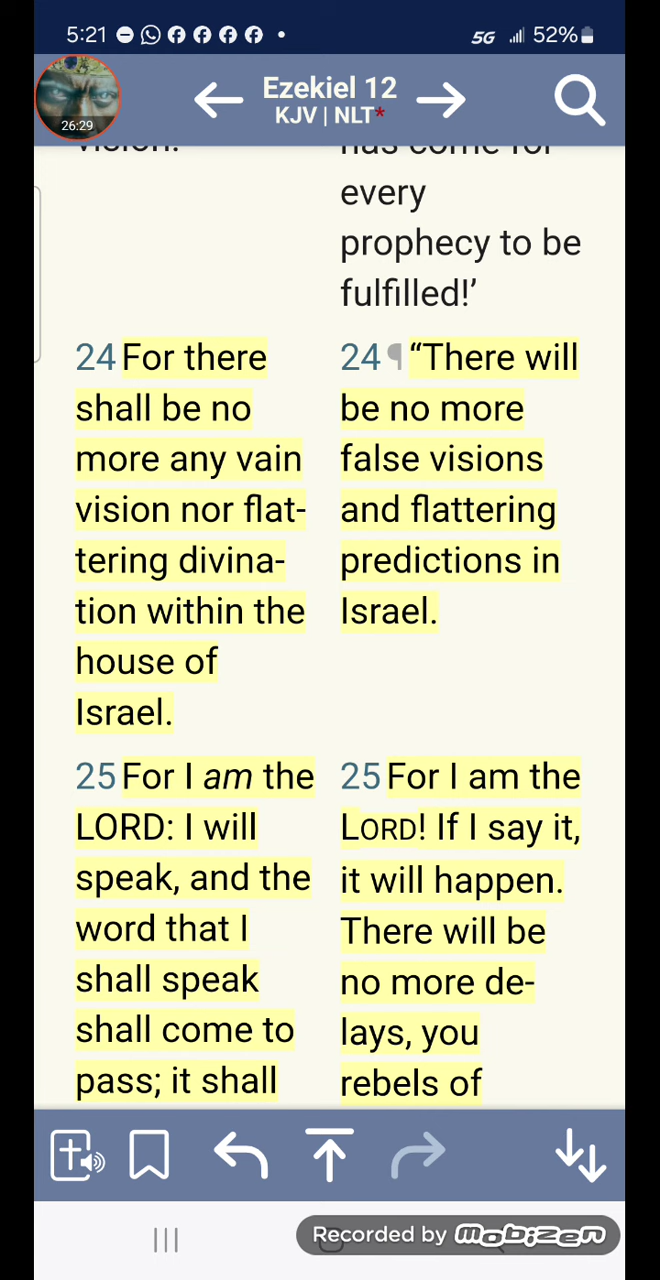 5:21
5G 52%
26:29
Ezekiel 12
KJV | NLT*
vision.
has come for
every
prophecy to be
fulfilled!’
24 For there
shall be no
more any vain
vision nor flat-
tering divina-
tion within the
house of
Israel.
24 ¶ “There will
be no more
false visions
and flattering
predictions in
Israel.
25 For I am the
LORD: I will
speak, and the
word that I
shall speak
shall come to
pass; it shall
25 For I am the
LORD! If I say it,
it will happen.
There will be
no more de-
lays, you
rebels of
Recorded by mobizen